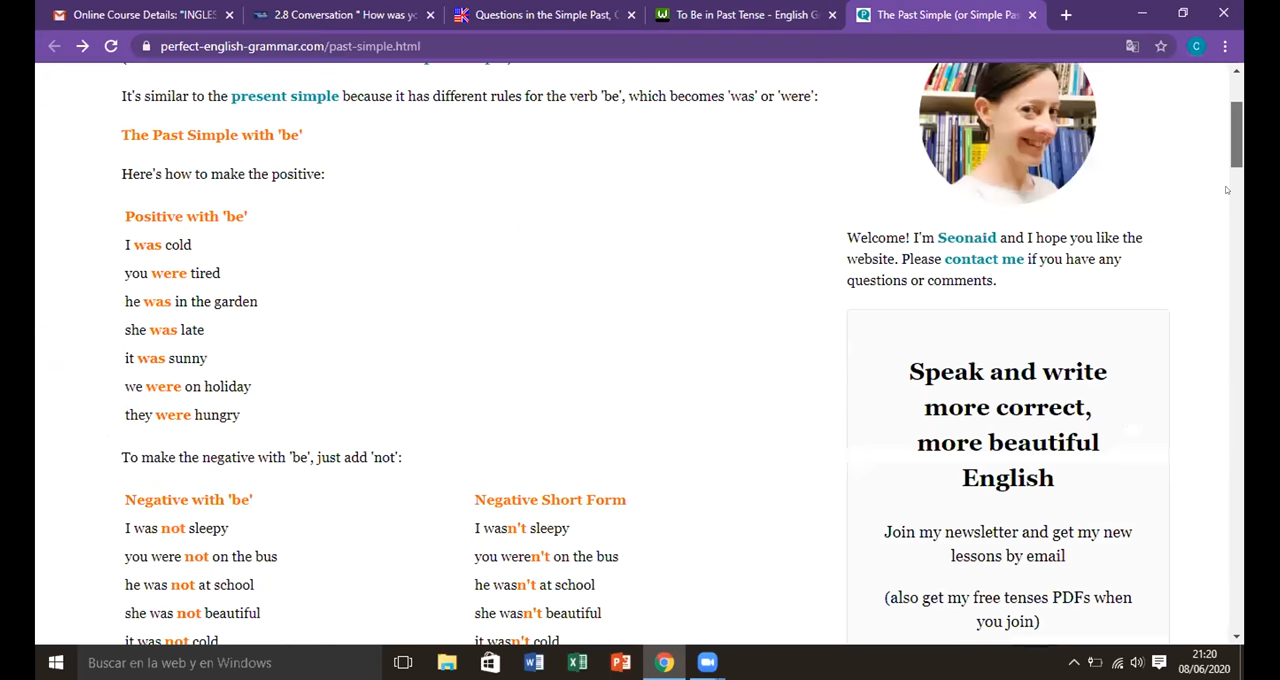 Online Course Details: "INGLES
2.8 Conversation " How was yo
Questions in the Simple Past, Q
To Be in Past Tense - English G
The Past Simple (or Simple Pas
perfect-english-grammar.com/past-simple.html
C
It's similar to the present simple because it has different rules for the verb 'be', which becomes 'was' or 'were':
The Past Simple with 'be'
Here's how to make the positive:
Positive with 'be'
I was cold
you were tired
he was in the garden
she was late
it was sunny
we were on holiday
they were hungry
To make the negative with 'be', just add 'not':
Negative with 'be'
I was not sleepy
you were not on the bus
he was not at school
she was not beautiful
it was not cold
Negative Short Form
I wasn't sleepy
you weren't on the bus
he wasn't at school
she wasn't beautiful
it wasn't cold
Welcome! I'm Seonaid and I hope you like the
website. Please contact me if you have any
questions or comments.
Speak and write
more correct,
more beautiful
English
Join my newsletter and get my new
lessons by email
(also get my free tenses PDFs when
you join)
Buscar en la web y en Windows
21:20
08/06/2020